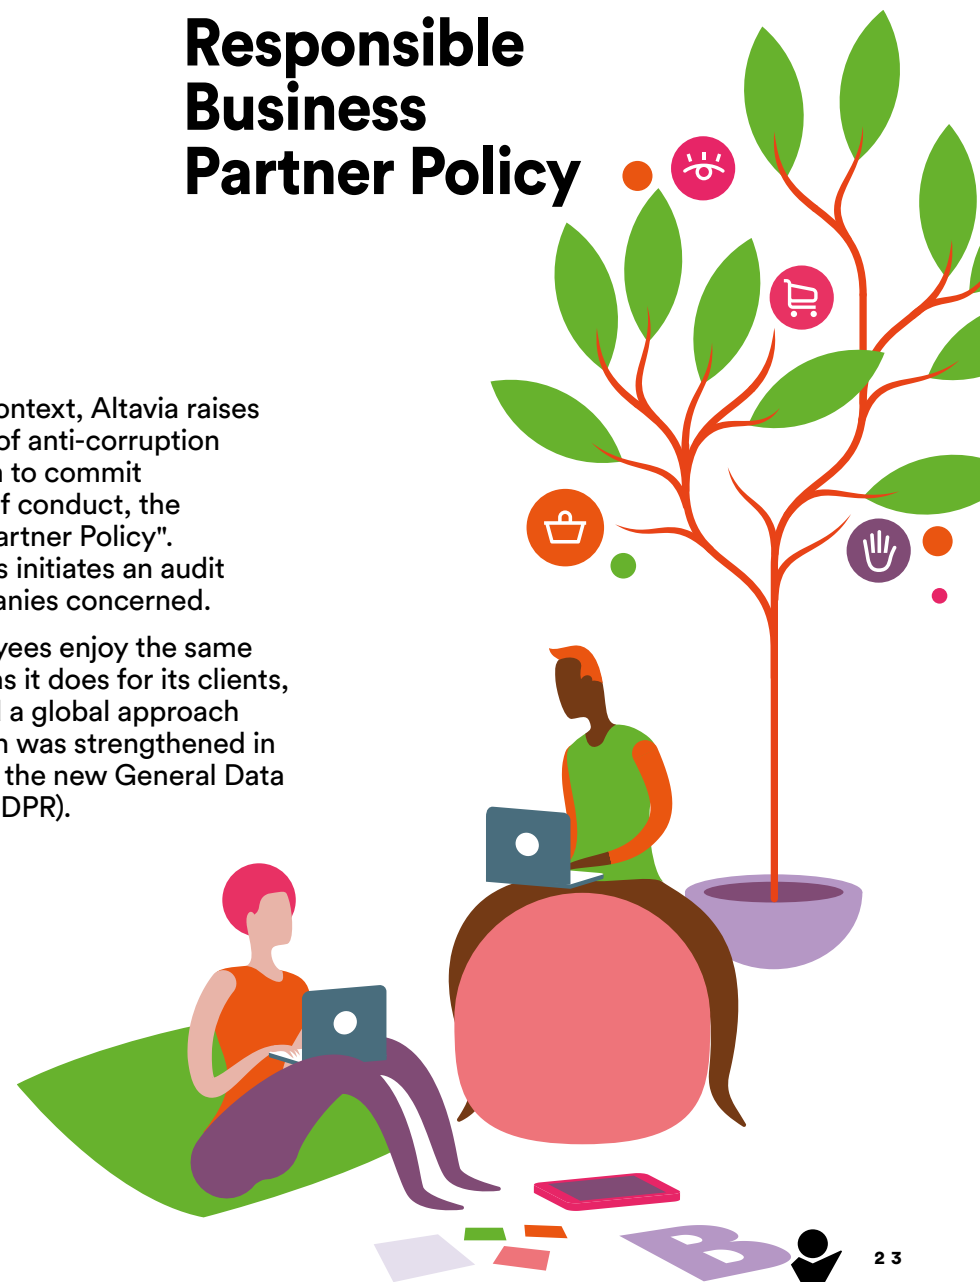 Responsible
Business
Partner Policy
ontext, Altavia raises
of anti-corruption
to commit
f conduct, the
artner Policy".
s initiates an audit
anies concerned.
yees enjoy the same
as it does for its clients,
a global approach
n was strengthened in
the new General Data
DPR).
B
23